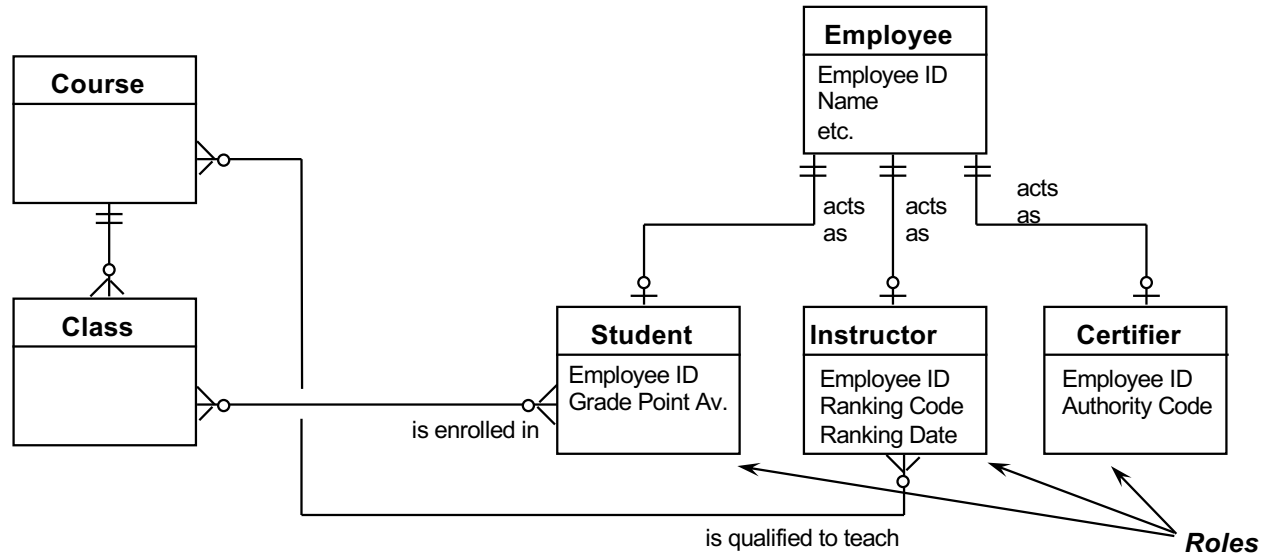 Employee
Employee ID
Name
etc.
Course
acts
as
acts
as
acts
as
Class
Student
Employee ID
Grade Point Av.
Instructor
Employee ID
Ranking Code
Ranking Date
Certifier
Employee ID
Authority Code
is enrolled in
is qualified to teach
Roles